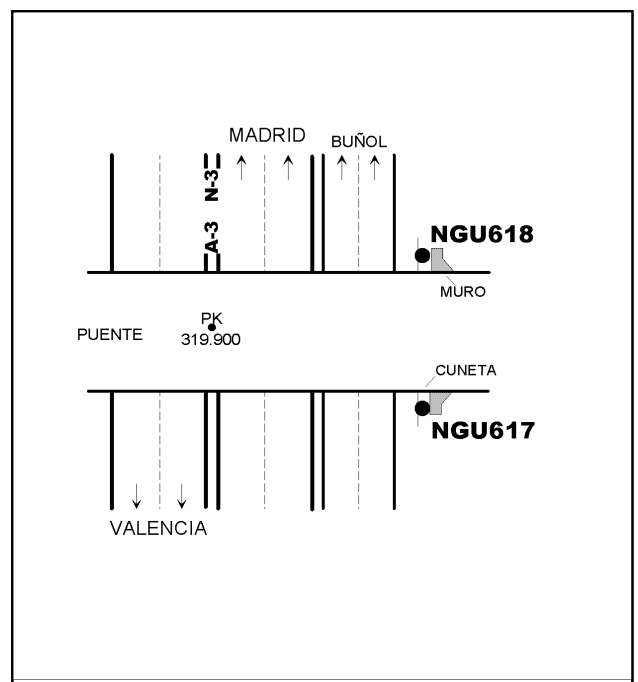 MADRID
BUÑOL
A-3 N-3
NGU618
MURO
PK
319.900
PUENTE
CUNETA
NGU617
VALENCIA